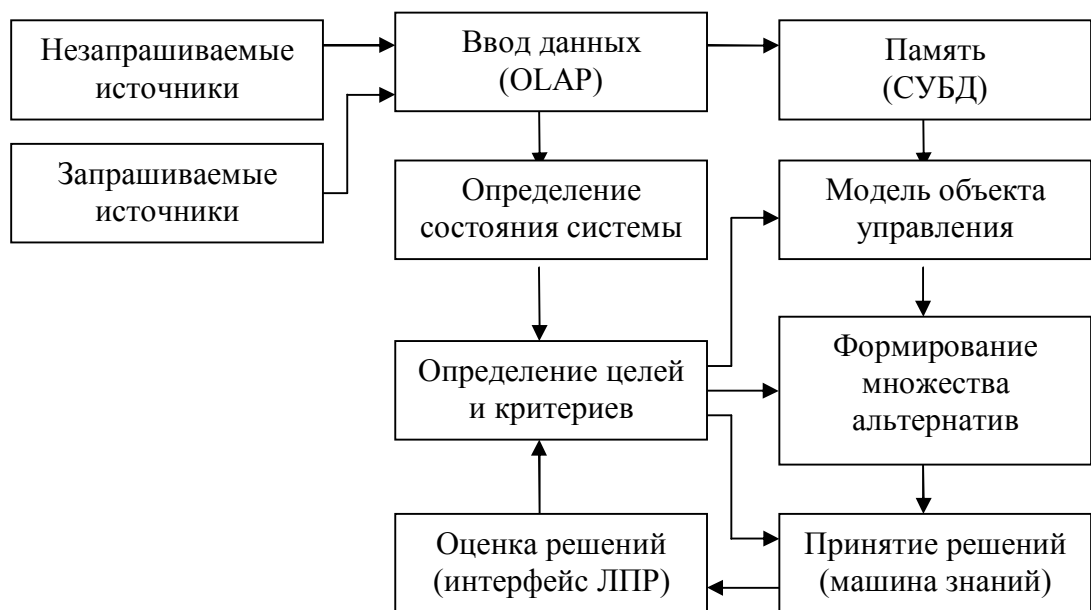 Незапрашиваемые
источники
Ввод данных
(OLAP)
Память
(СУБД)
Запрашиваемые
источники
Определение
состояния системы
Модель объекта
управления
Определение целей
и критериев
Формирование
множества
альтернатив
Оценка решений
(интерфейс ЛПР)
Принятие решений
(машина знаний)